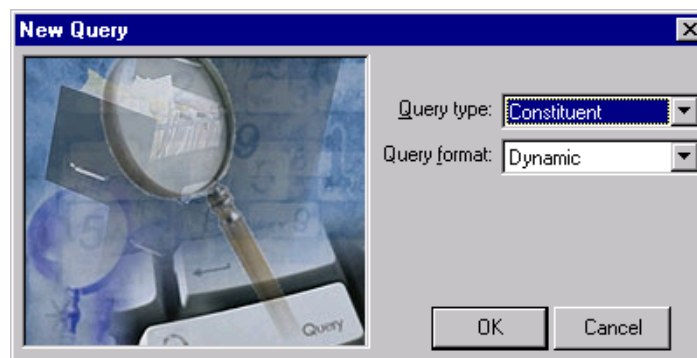 New Query
Query type: Constituent
Query format: Dynamic
Query
OK Cancel